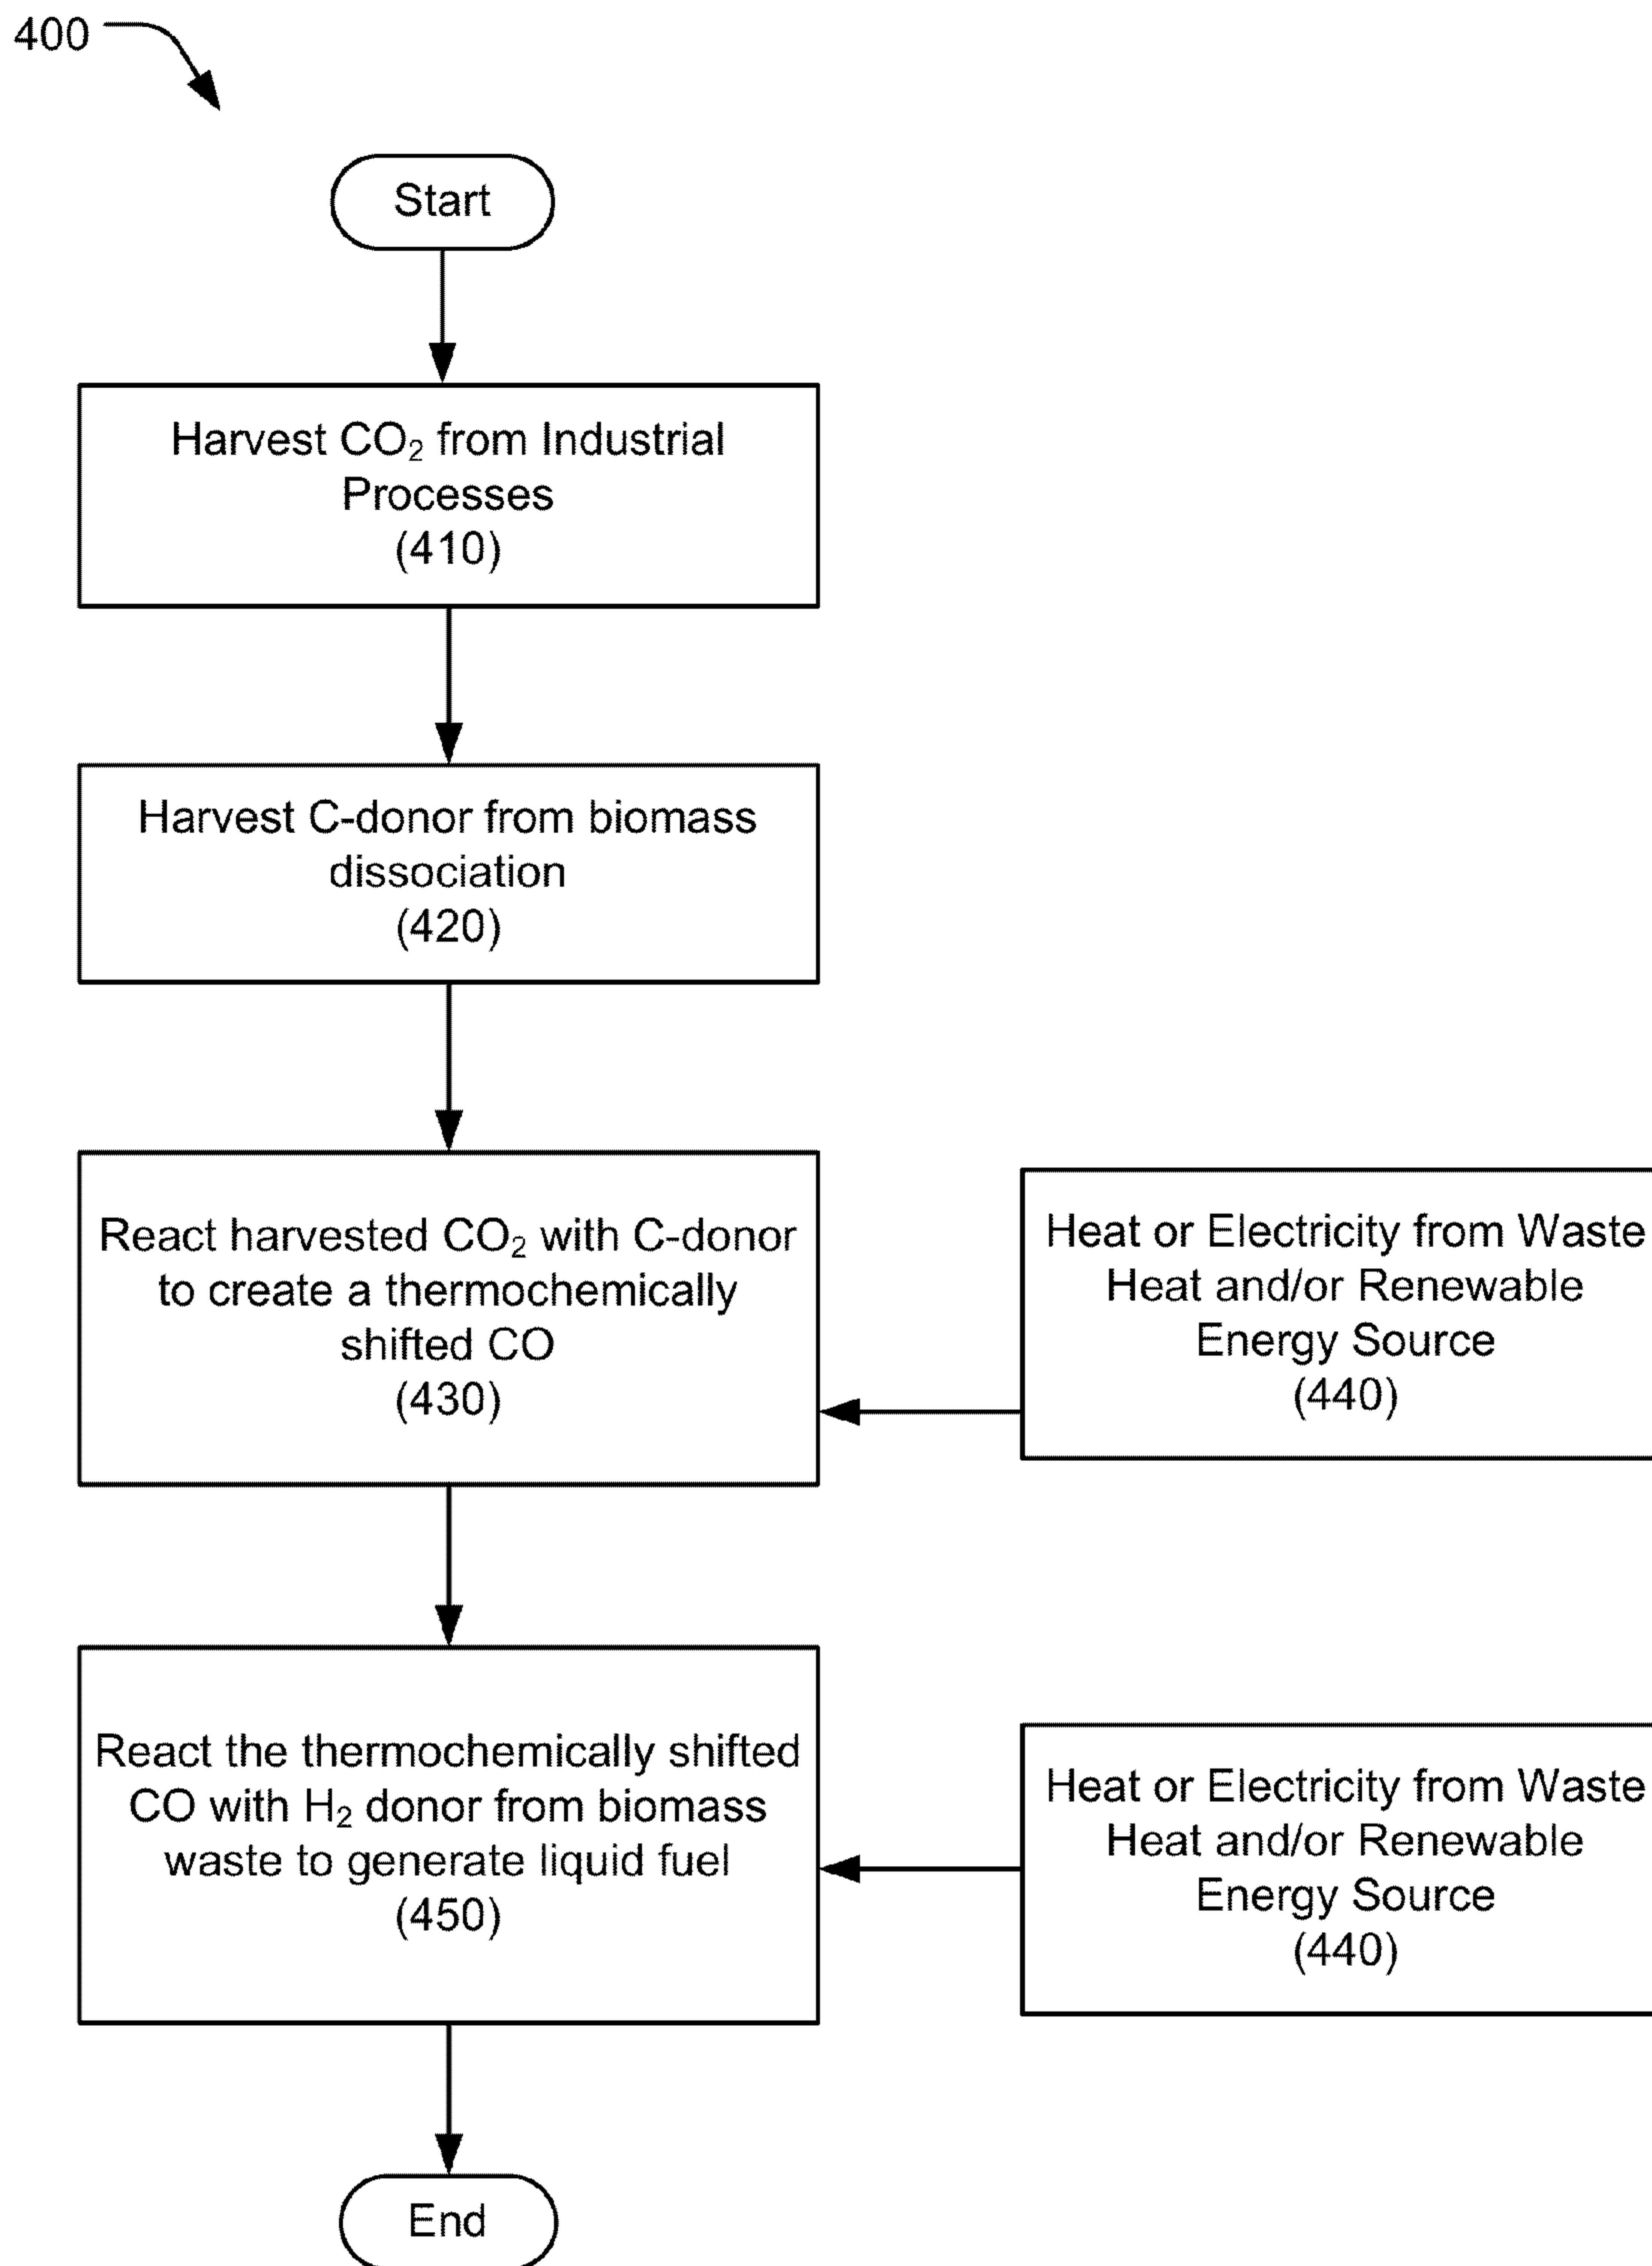 400
Start
Harvest CO₂ from Industrial
Processes
(410)
Harvest C-donor from biomass
dissociation
(420)
React harvested CO₂ with C-donor
to create a thermochemically
shifted CO
(430)
Heat or Electricity from Waste
Heat and/or Renewable
Energy Source
(440)
React the thermochemically shifted
CO with H₂ donor from biomass
waste to generate liquid fuel
(450)
Heat or Electricity from Waste
Heat and/or Renewable
Energy Source
(440)
End